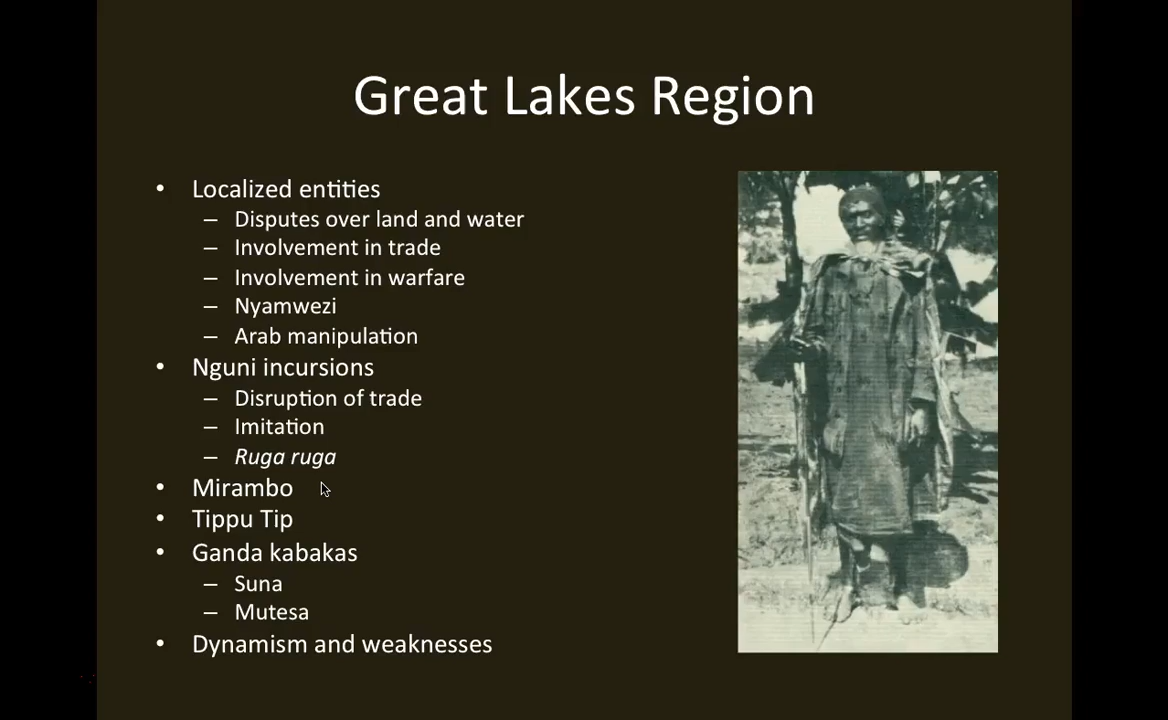 Great Lakes Region
• Localized entities
– Disputes over land and water
– Involvement in trade
– Involvement in warfare
– Nyamwezi
– Arab manipulation
• Nguni incursions
– Disruption of trade
– Imitation
– Ruga ruga
• Mirambo
• Tippu Tip
• Ganda kabakas
– Suna
– Mutesa
• Dynamism and weaknesses